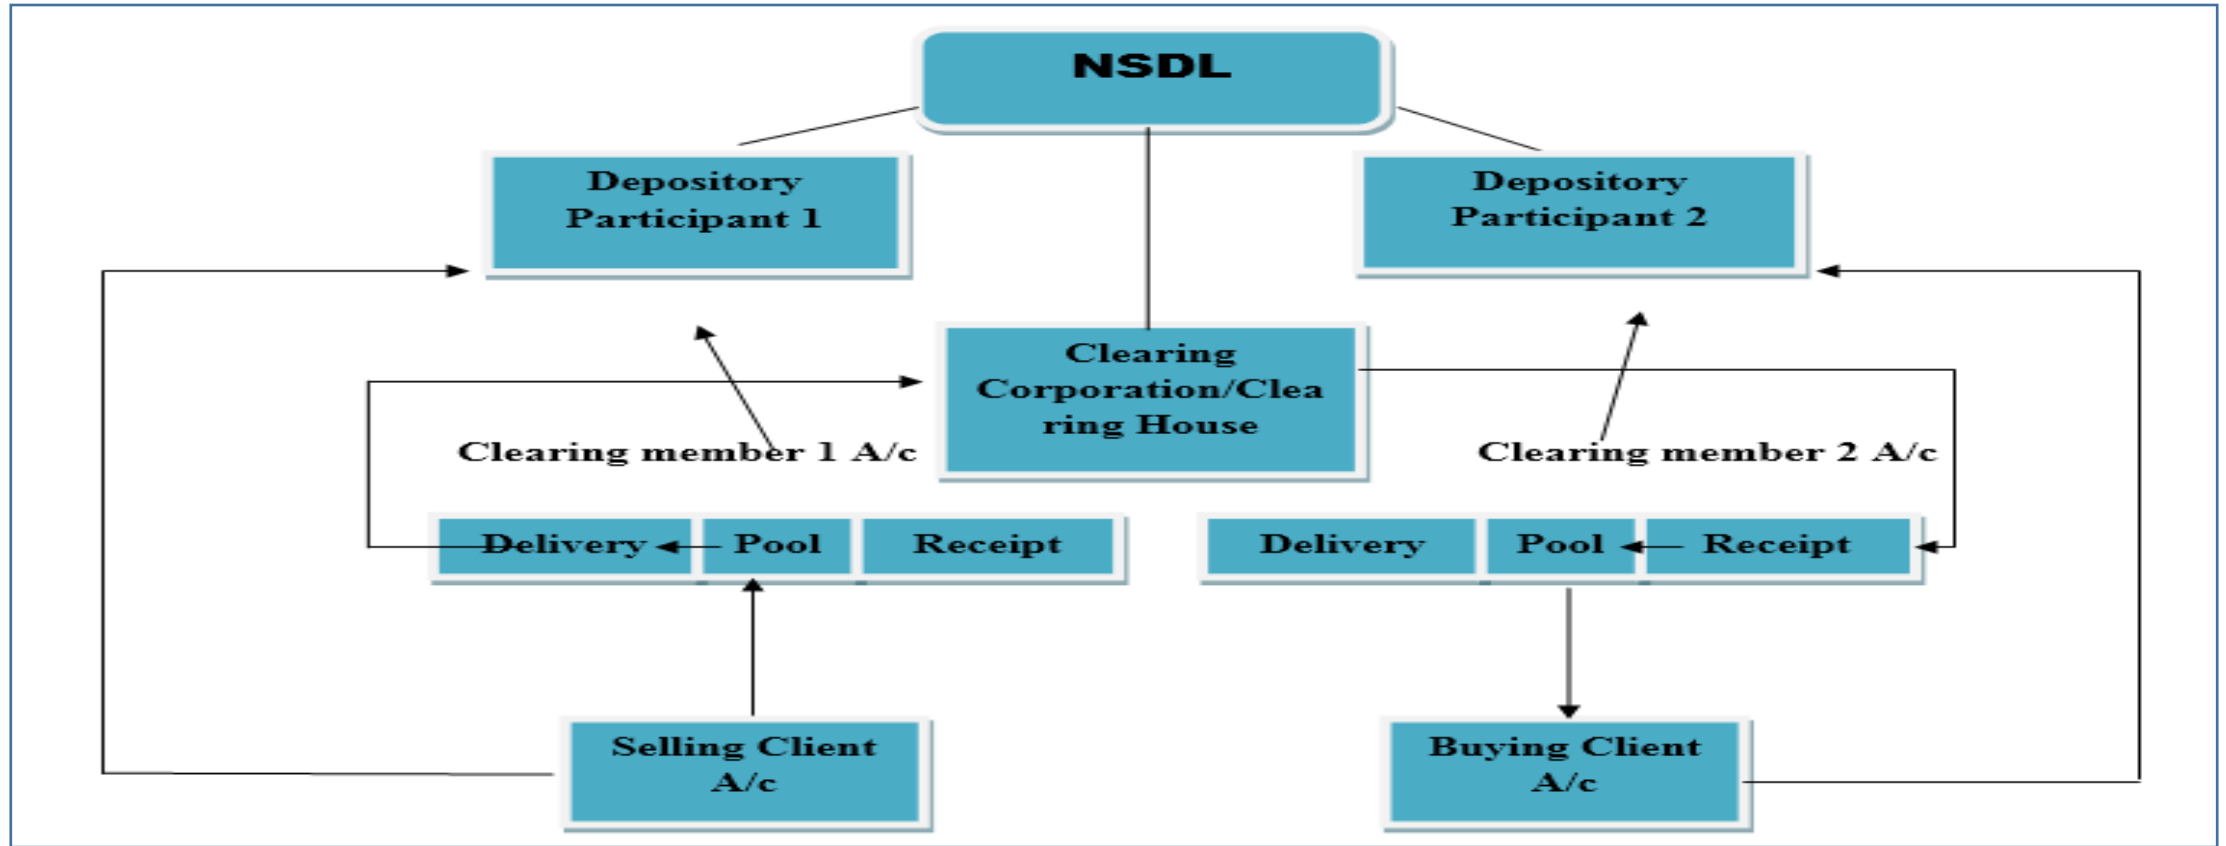 NSDL
Depository
Participant 1
Depository
Participant 2
Clearing
Corporation/Clea
ring House
Clearing member 1 A/c
Clearing member 2 A/c
Delivery Pool Receipt
Delivery Pool Receipt
Selling Client
A/c
Buying Client
A/c